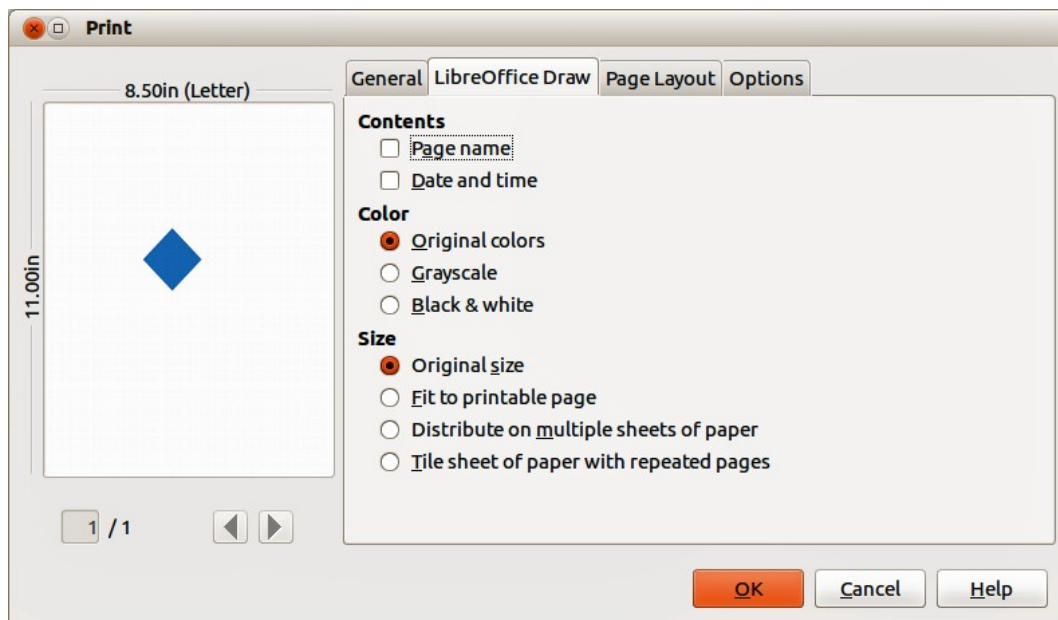 Print
General LibreOffice Draw Page Layout Options
8.50in (Letter)
11.00in
Contents
Page name
Date and time
Color
Original colors
Grayscale
Black & white
Size
Original size
Fit to printable page
Distribute on multiple sheets of paper
Tile sheet of paper with repeated pages
1 / 1
OK Cancel Help